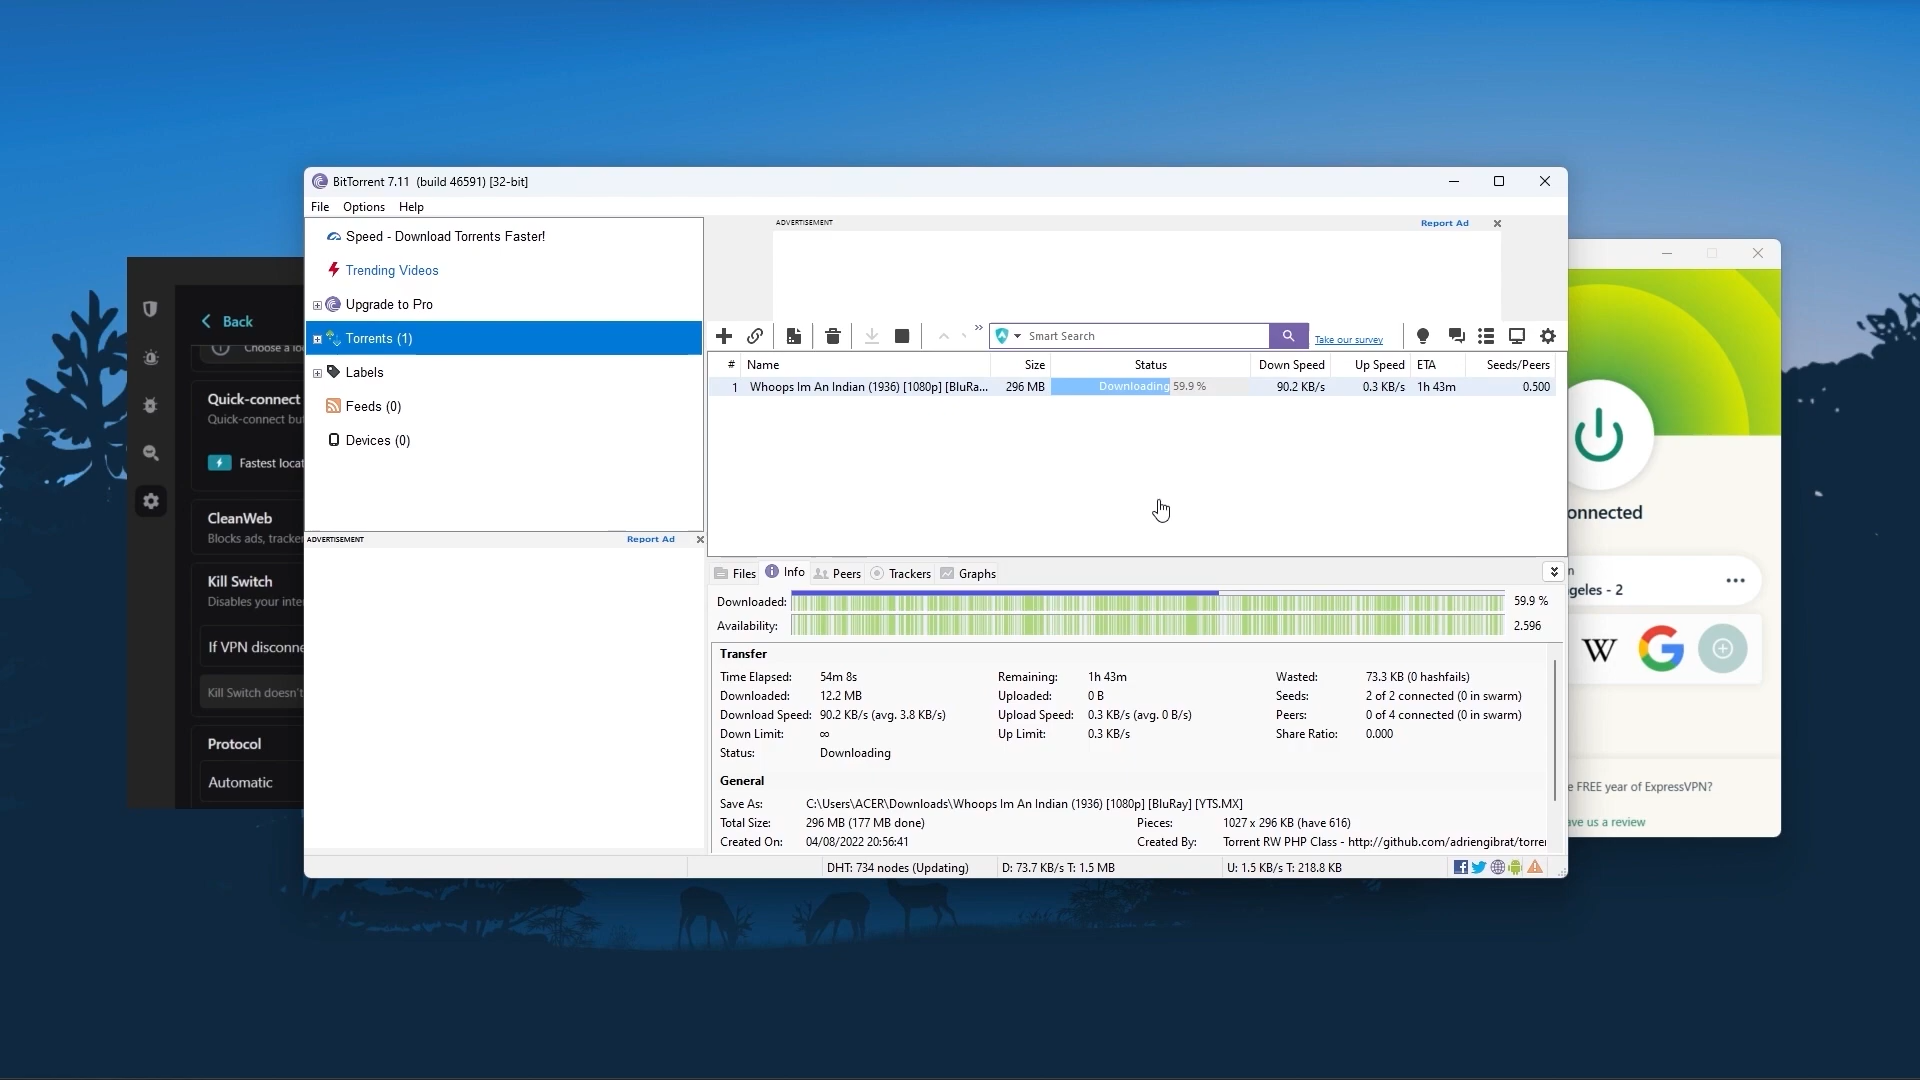 BitTorrent 7.11 (build 46591) [32-bit]
File Options Help
Speed - Download Torrents Faster!
Trending Videos
Upgrade to Pro
Torrents (1)
Labels
Feeds (0)
Devices (0)
ADVERTISEMENT Report Ad
ADVERTISEMENT Report Ad
Smart Search
Take our survey
# Name Size Status Down Speed Up Speed ETA Seeds/Peers
1 Whoops Im An Indian (1936) [1080p] [BluRa... 296 MB Downloading 59.9 % 90.2 KB/s 0.3 KB/s 1h 43m 0.500
Files Info Peers Trackers Graphs
Downloaded: 59.9 %
Availability: 2.596
Transfer
Time Elapsed: 54m 8s Remaining: 1h 43m Wasted: 73.3 KB (0 hashfails)
Downloaded: 12.2 MB Uploaded: 0 B Seeds: 2 of 2 connected (0 in swarm)
Download Speed: 90.2 KB/s (avg. 3.8 KB/s) Upload Speed: 0.3 KB/s (avg. 0 B/s) Peers: 0 of 4 connected (0 in swarm)
Down Limit: ∞ Up Limit: 0.3 KB/s Share Ratio: 0.000
Status: Downloading
General
Save As: C:\Users\ACER\Downloads\Whoops Im An Indian (1936) [1080p] [BluRay] [YTS.MX]
Total Size: 296 MB (177 MB done) Pieces: 1027 x 296 KB (have 616)
Created On: 04/08/2022 20:56:41 Created By: Torrent RW PHP Class - http://github.com/adriengibrat/torre
DHT: 734 nodes (Updating) D: 73.7 KB/s T: 1.5 MB U: 1.5 KB/s T: 218.8 KB
Back
Choose a lo
Quick-connect
Quick-connect bu
Fastest locat
CleanWeb
Blocks ads, tracke
Kill Switch
Disables your inte
If VPN disconne
Kill Switch doesn't
Protocol
Automatic
onnected
n
geles - 2
W G
e FREE year of ExpressVPN?
ave us a review